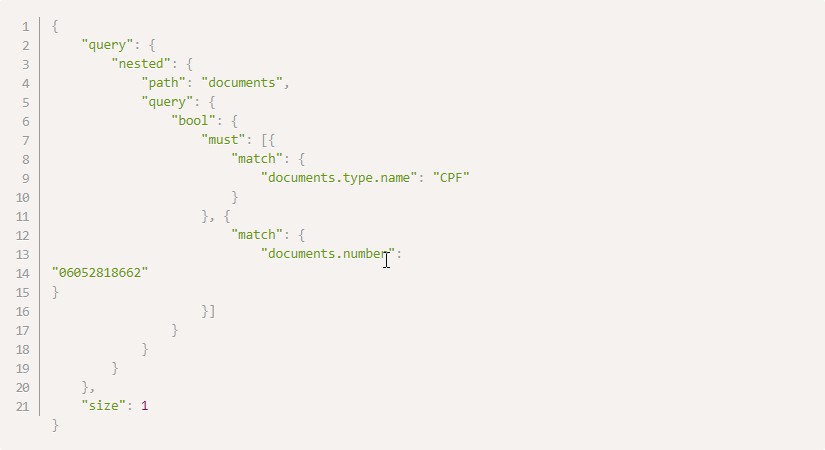 1 {
2     "query": {
3         "nested": {
4             "path": "documents",
5             "query": {
6                 "bool": {
7                     "must": [{
8                         "match": {
9                             "documents.type.name": "CPF"
10                         }
11                     }, {
12                         "match": {
13                             "documents.number":
14 "06052818662"
15 }
16                     }]
17                 }
18             }
19         }
20     },
21     "size": 1
}